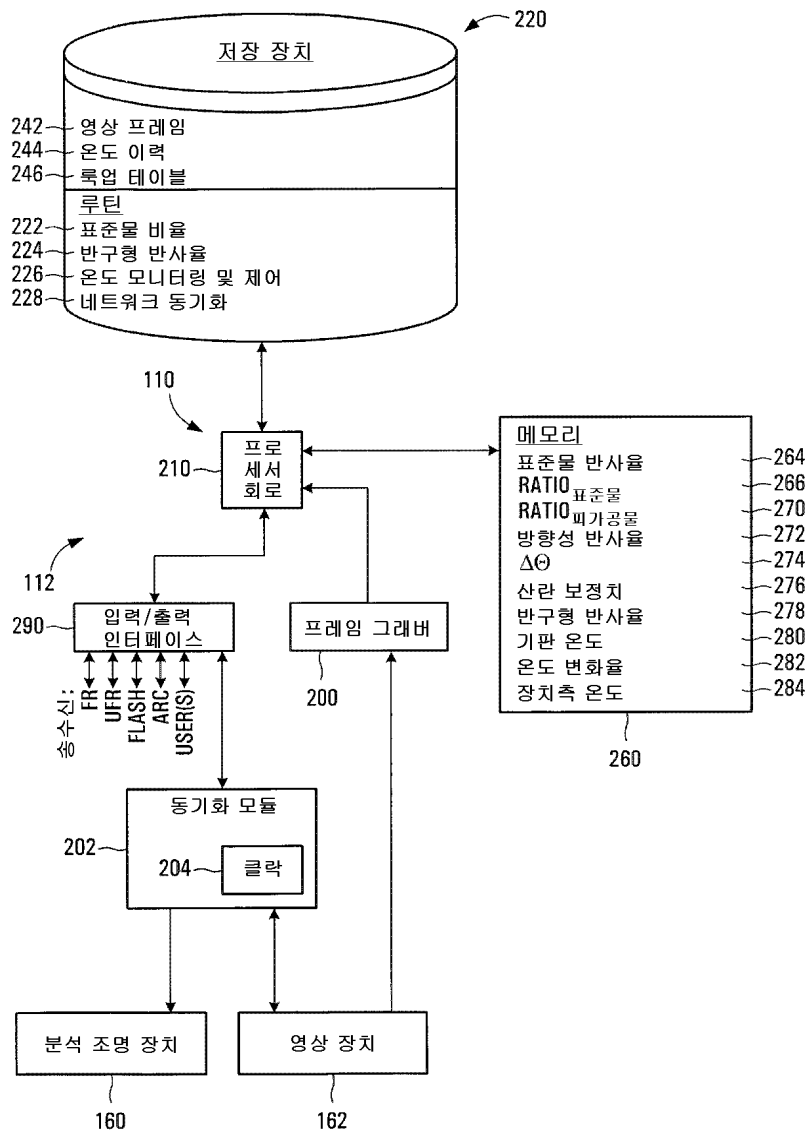 220
저장 장치
242 영상 프레임
244 온도 이력
246 룩업 테이블
루틴
222 표준물 비율
224 반구형 반사율
226 온도 모니터링 및 제어
228 네트워크 동기화
110
210
프로
세서
회로
메모리
표준물 반사율 264
RATIO표준물 266
RATIO피가공물 270
방향성 반사율 272
ΔΘ 274
산란 보정치 276
반구형 반사율 278
기판 온도 280
온도 변화율 282
장치측 온도 284
260
112
290
입력/출력
인터페이스
프레임 그래버
200
송수신:
FR
UFR
FLASH
ARC
USER(S)
동기화 모듈
202
204 클락
분석 조명 장치
160
영상 장치
162